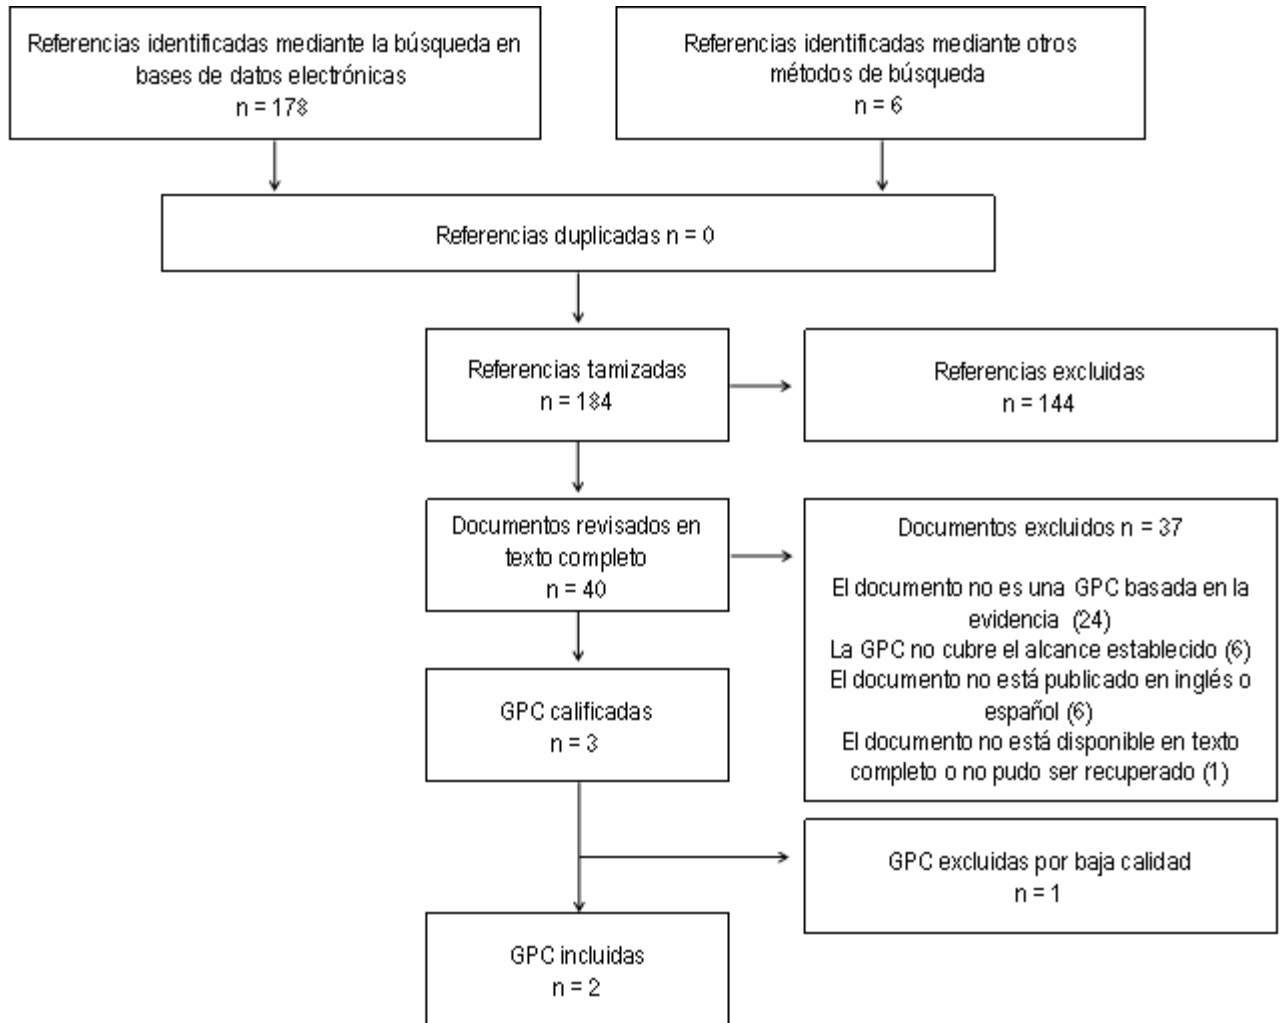 Referencias identificadas mediante la búsqueda en
bases de datos electrónicas
n = 178
Referencias identificadas mediante otros
métodos de búsqueda
n = 6
Referencias duplicadas n = 0
Referencias tamizadas
n = 184
Referencias excluidas
n = 144
Documentos revisados en
texto completo
n = 40
Documentos excluidos n = 37
El documento no es una GPC basada en la
evidencia (24)
La GPC no cubre el alcance establecido (6)
El documento no está publicado en inglés o
español (6)
El documento no está disponible en texto
completo o no pudo ser recuperado (1)
GPC calificadas
n = 3
GPC excluidas por baja calidad
n = 1
GPC incluidas
n = 2